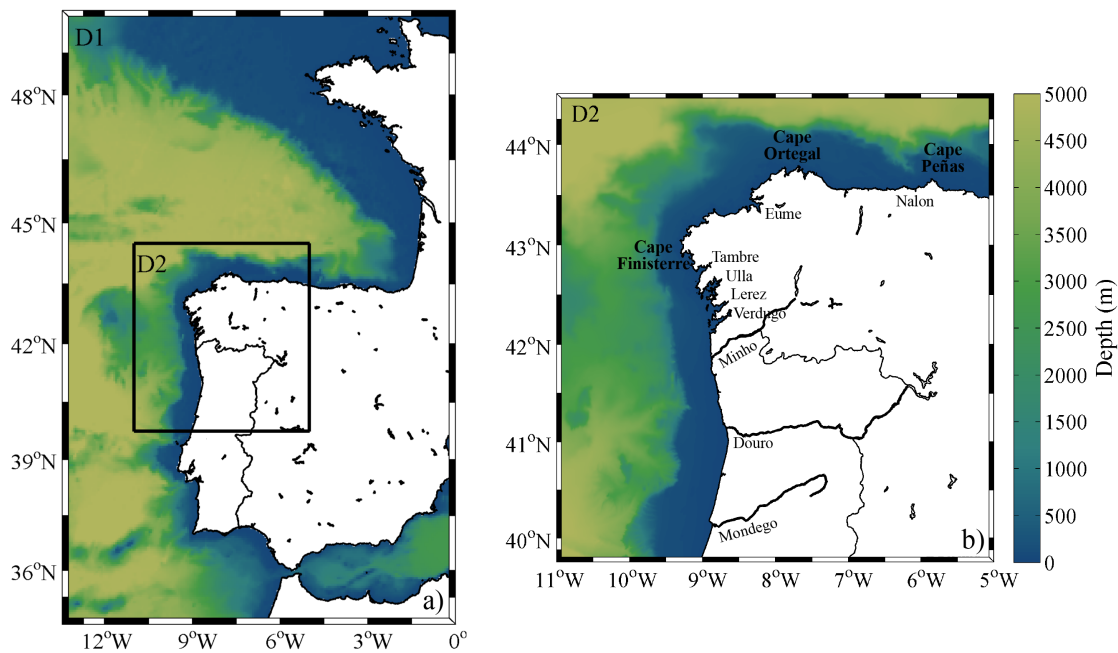 D1
48°N
45°N
42°N
39°N
36°N
12°W
9°W
6°W
3°W
0°
D2
a)
D2
44°N
43°N
42°N
41°N
40°N
11°W
10°W
9°W
8°W
7°W
6°W
5°W
Cape
Ortegal
Cape
Peñas
Eume
Nalon
Cape
Finisterre
Tambre
Ulla
Lerez
Verdugo
Minho
Douro
Mondego
b)
5000
4500
4000
3500
3000
2500
2000
1500
1000
500
0
Depth (m)